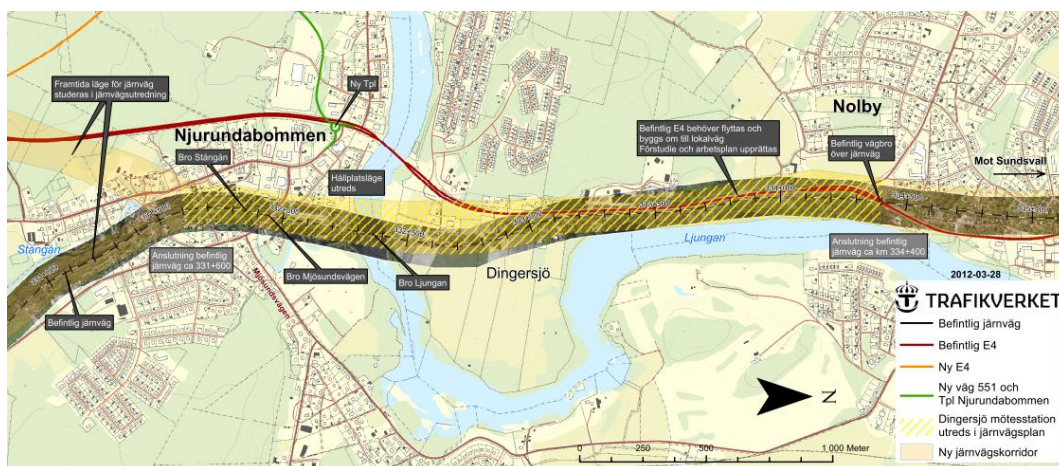 Framtida läge för järnväg
studeras i järnvägsutredning
Ny Tpl
Njurundabommen
Bro Stångån
Hållplatsläge
utreds
Befintlig E4 behöver flyttas och
byggs om till lokalväg
Förstudie och arbetsplan upprättas
Nolby
Befintlig vägbro
över järnväg
Mot Sundsvall
Stångån
Anslutning befintlig
järnväg ca 331+600
Mjösundsvägen
Bro Mjösundsvägen
Bro Ljungan
Dingersjö
Ljungan
Anslutning befintlig
järnväg ca km 334+400
2012-03-28
Befintlig järnväg
N
0 250 500 1 000 Meter
TRAFIKVERKET
Befintlig järnväg
Befintlig E4
Ny E4
Ny väg 551 och
Tpl Njurundabommen
Dingersjö mötesstation
utreds i järnvägsplan
Ny järnvägskorridor